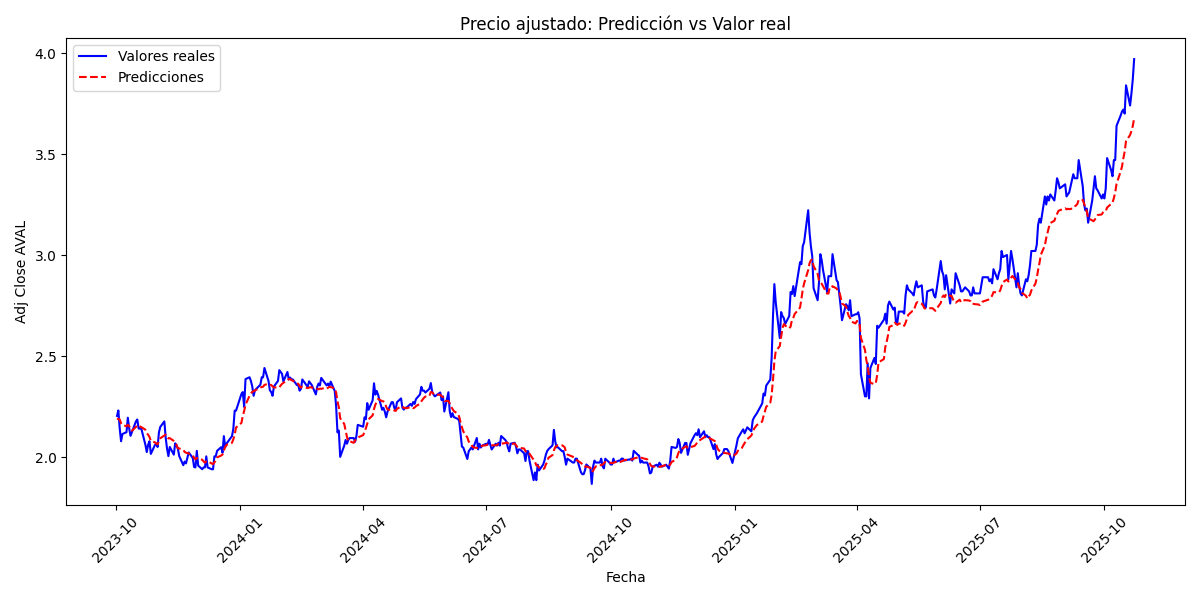 Precio ajustado: Predicción vs Valor real
Valores reales
Predicciones
Adj Close AVAL
4.0
3.5
3.0
2.5
2.0
2023-10
2024-01
2024-04
2024-07
2024-10
2025-01
2025-04
2025-07
2025-10
Fecha